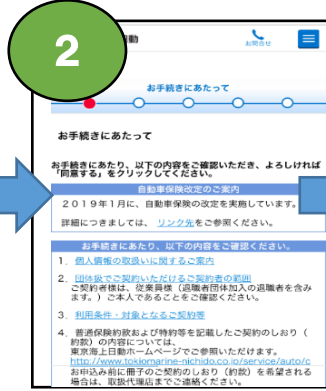 2
動
お問合せ
お手続きにあたって
お手続きにあたって
お手続きにあたり、以下の内容をご確認いただき、よろしければ
「同意する」をクリックしてください。
自動車保険改定のご案内
2019年1月に、自動車保険の改定を実施しています。
詳細につきましては、リンク先をご参照ください。
お手続きにあたり、以下の内容をご確認ください。
1. 個人情報の取扱いに関するご案内
2. 団体扱でご契約いただけるご契約者の範囲
ご契約者様は、従業員様（退職者団体加入の退職者を含み
ます。）ご本人であることをご確認ください。
3. 利用条件・対象となるご契約等
4. 普通保険約款および特約等を記載したご契約のしおり（
約款）の内容については、
東京海上日動ホームページでご参照いただけます。
http://www.tokiomarine-nichido.co.jp/service/auto/c
お申込み前に冊子のご契約のしおり（約款）を希望される
場合は、取扱代理店までご連絡ください。